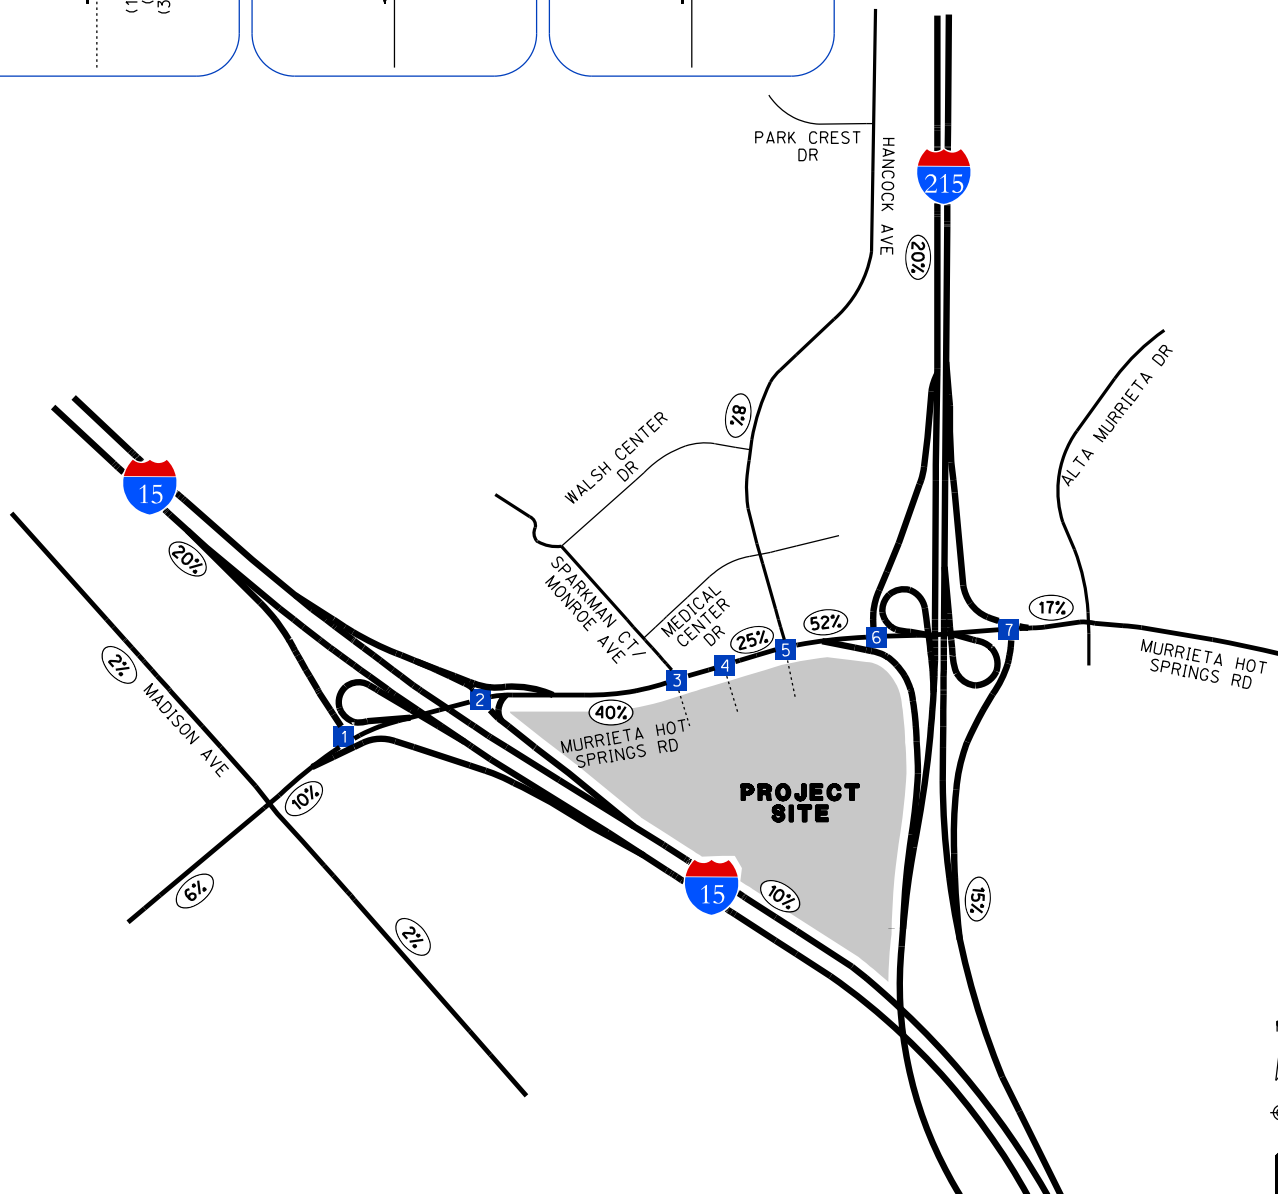 PARK CREST
DR
HANCOCK AVE
215
20%
ALTA MURRIETA DR
8%
WALSH CENTER
DR
15
20%
SPARKMAN CT/
MONROE AVE
MEDICAL
CENTER
DR
25%
52%
17%
5
6
7
4
3
2
1
MURRIETA HOT
SPRINGS RD
2%
MADISON AVE
40%
MURRIETA HOT
SPRINGS RD
PROJECT
SITE
10%
6%
2%
15
10%
15%